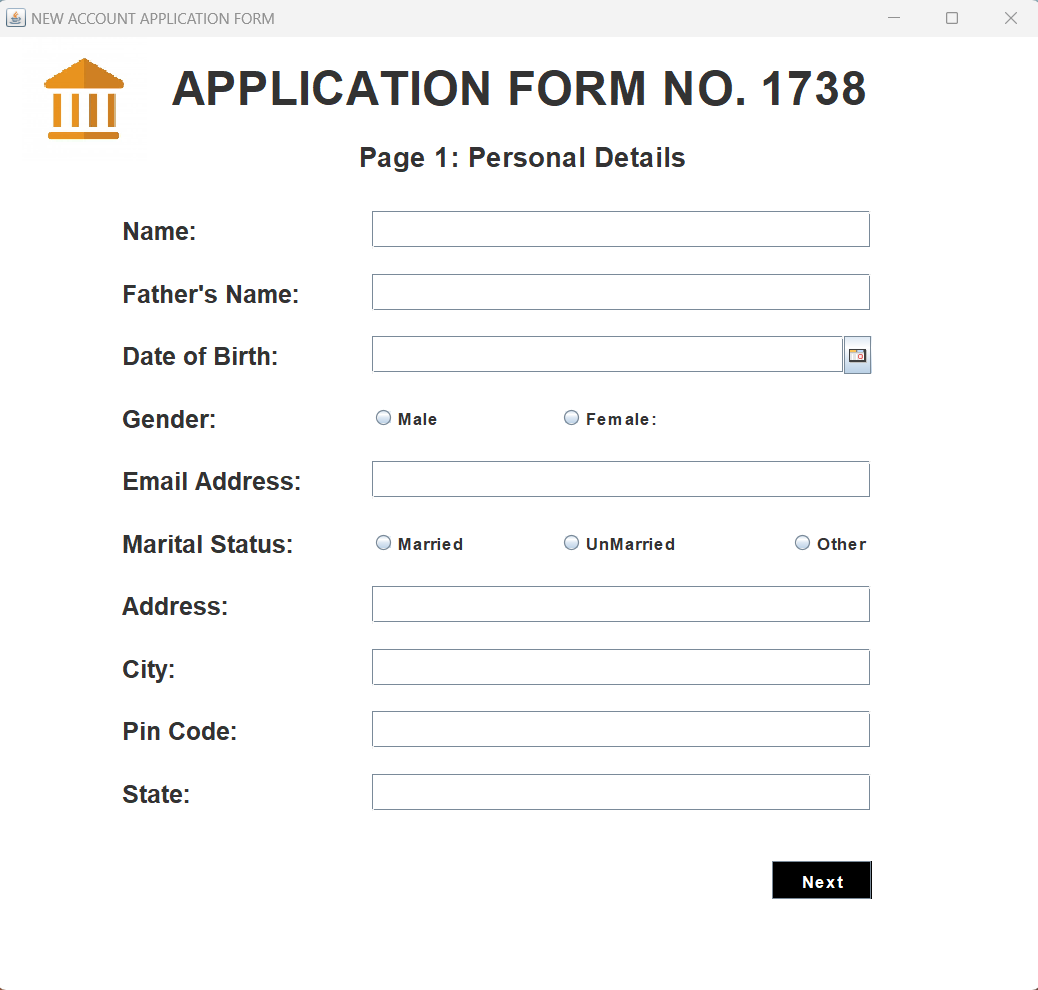 NEW ACCOUNT APPLICATION FORM
APPLICATION FORM NO. 1738
Page 1: Personal Details
Name:
Father's Name:
Date of Birth:
Gender: Male Female:
Email Address:
Marital Status: Married UnMarried Other
Address:
City:
Pin Code:
State:
Next